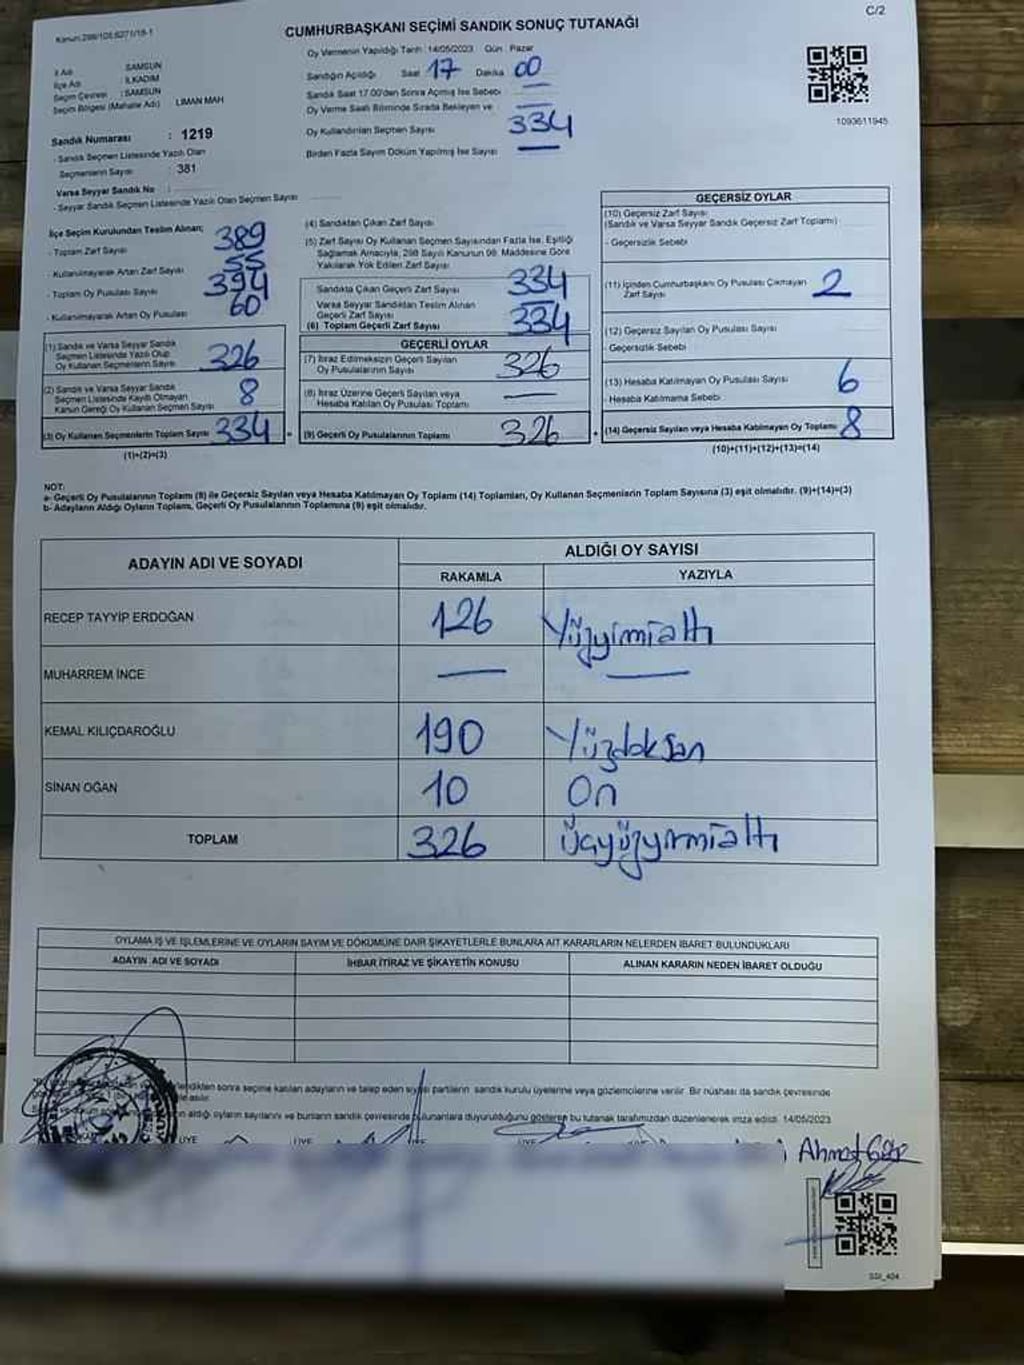 C/2
Kanun:298/105,6271/18-1
CUMHURBAŞKANI SEÇİMİ SANDIK SONUÇ TUTANAĞI
İl Adı : SAMSUN
İlçe Adı : İLKADIM
Seçim Çevresi : SAMSUN
Seçim Bölgesi (Mahalle Adı) LİMAN MAH
Sandık Numarası : 1219
- Sandık Seçmen Listesinde Yazılı Olan
Seçmenlerin Sayısı : 381
Varsa Seyyar Sandık No :
- Seyyar Sandık Seçmen Listesinde Yazılı Olan Seçmen Sayısı
Oy Vermenin Yapıldığı Tarih : 14/05/2023 Gün : Pazar
Sandığın Açıldığı Saat 17 Dakika 00
Sandık Saat 17.00'den Sonra Açılmış İse Sebebi
Oy Verme Saati Bitiminde Sırada Bekleyen ve
Oy Kullandırılan Seçmen Sayısı 334
Birden Fazla Sayım Döküm Yapılmış İse Sayısı
1093611945
İlçe Seçim Kurulundan Teslim Alınan;
- Toplam Zarf Sayısı 389
- Kullanılmayarak Artan Zarf Sayısı 55
- Toplam Oy Pusulası Sayısı 394
- Kullanılmayarak Artan Oy Pusulası 60
(1) Sandık ve Varsa Seyyar Sandık
Seçmen Listesinde Yazılı Olup
Oy Kullanan Seçmenlerin Sayısı 326
(2) Sandık ve Varsa Seyyar Sandık
Seçmen Listesinde Kayıtlı Olmayan
Kanun Gereği Oy Kullanan Seçmen Sayısı 8
(3) Oy Kullanan Seçmenlerin Toplam Sayısı 334 =
(1)+(2)=(3)
(4) Sandıktan Çıkan Zarf Sayısı
(5) Zarf Sayısı Oy Kullanan Seçmen Sayısından Fazla İse, Eşitliği
Sağlamak Amacıyla, 298 Sayılı Kanunun 98. Maddesine Göre
Yakılarak Yok Edilen Zarf Sayısı
Sandıkta Çıkan Geçerli Zarf Sayısı 334
Varsa Seyyar Sandıktan Teslim Alınan
Geçerli Zarf Sayısı
(6) Toplam Geçerli Zarf Sayısı 334
GEÇERLİ OYLAR
(7) İtiraz Edilmeksizin Geçerli Sayılan
Oy Pusulalarının Sayısı 326
(8) İtiraz Üzerine Geçerli Sayılan veya
Hesaba Katılan Oy Pusulası Toplamı
(9) Geçerli Oy Pusulalarının Toplamı 326 +
GEÇERSİZ OYLAR
(10) Geçersiz Zarf Sayısı
(Sandık ve Varsa Seyyar Sandık Geçersiz Zarf Toplamı)
- Geçersizlik Sebebi
(11) İçinden Cumhurbaşkanı Oy Pusulası Çıkmayan
Zarf Sayısı 2
(12) Geçersiz Sayılan Oy Pusulası Sayısı
- Geçersizlik Sebebi
(13) Hesaba Katılmayan Oy Pusulası Sayısı 6
- Hesaba Katılmama Sebebi
(14) Geçersiz Sayılan veya Hesaba Katılmayan Oy Toplamı 8
(10)+(11)+(12)+(13)=(14)
NOT:
a- Geçerli Oy Pusulalarının Toplamı (9) ile Geçersiz Sayılan veya Hesaba Katılmayan Oy Toplamı (14) Toplamları, Oy Kullanan Seçmenlerin Toplam Sayısına (3) eşit olmalıdır. (9)+(14)=(3)
b- Adayların Aldığı Oyların Toplamı, Geçerli Oy Pusulalarının Toplamına (9) eşit olmalıdır.
ADAYIN ADI VE SOYADI
ALDIĞI OY SAYISI
RAKAMLA YAZIYLA
RECEP TAYYİP ERDOĞAN 126 Yüzyirmialtı
MUHARREM İNCE
KEMAL KILIÇDAROĞLU 190 Yüzdoksan
SİNAN OĞAN 10 On
TOPLAM 326 Üçyüzyirmialtı
OYLAMA İŞ VE İŞLEMLERİNE VE OYLARIN SAYIM VE DÖKÜMÜNE DAİR ŞİKAYETLERLE BUNLARA AİT KARARLARIN NELERDEN İBARET BULUNDUKLARI
ADAYIN ADI VE SOYADI İHBAR İTİRAZ VE ŞİKAYETİN KONUSU ALINAN KARARIN NEDEN İBARET OLDUĞU
sonra seçime katılan adayların ve talep eden siyasi partilerin sandık kurulu üyelerine veya gözlemcilerine verilir. Bir nüshası da sandık çevresinde
aldığı oyların sayılarını ve bunların sandık çevresinde bulunanlara duyurulduğunu gösteren bu tutanak tarafımızdan düzenlenerek imza edildi. 14/05/2023
ÜYE ÜYE
Ahmet